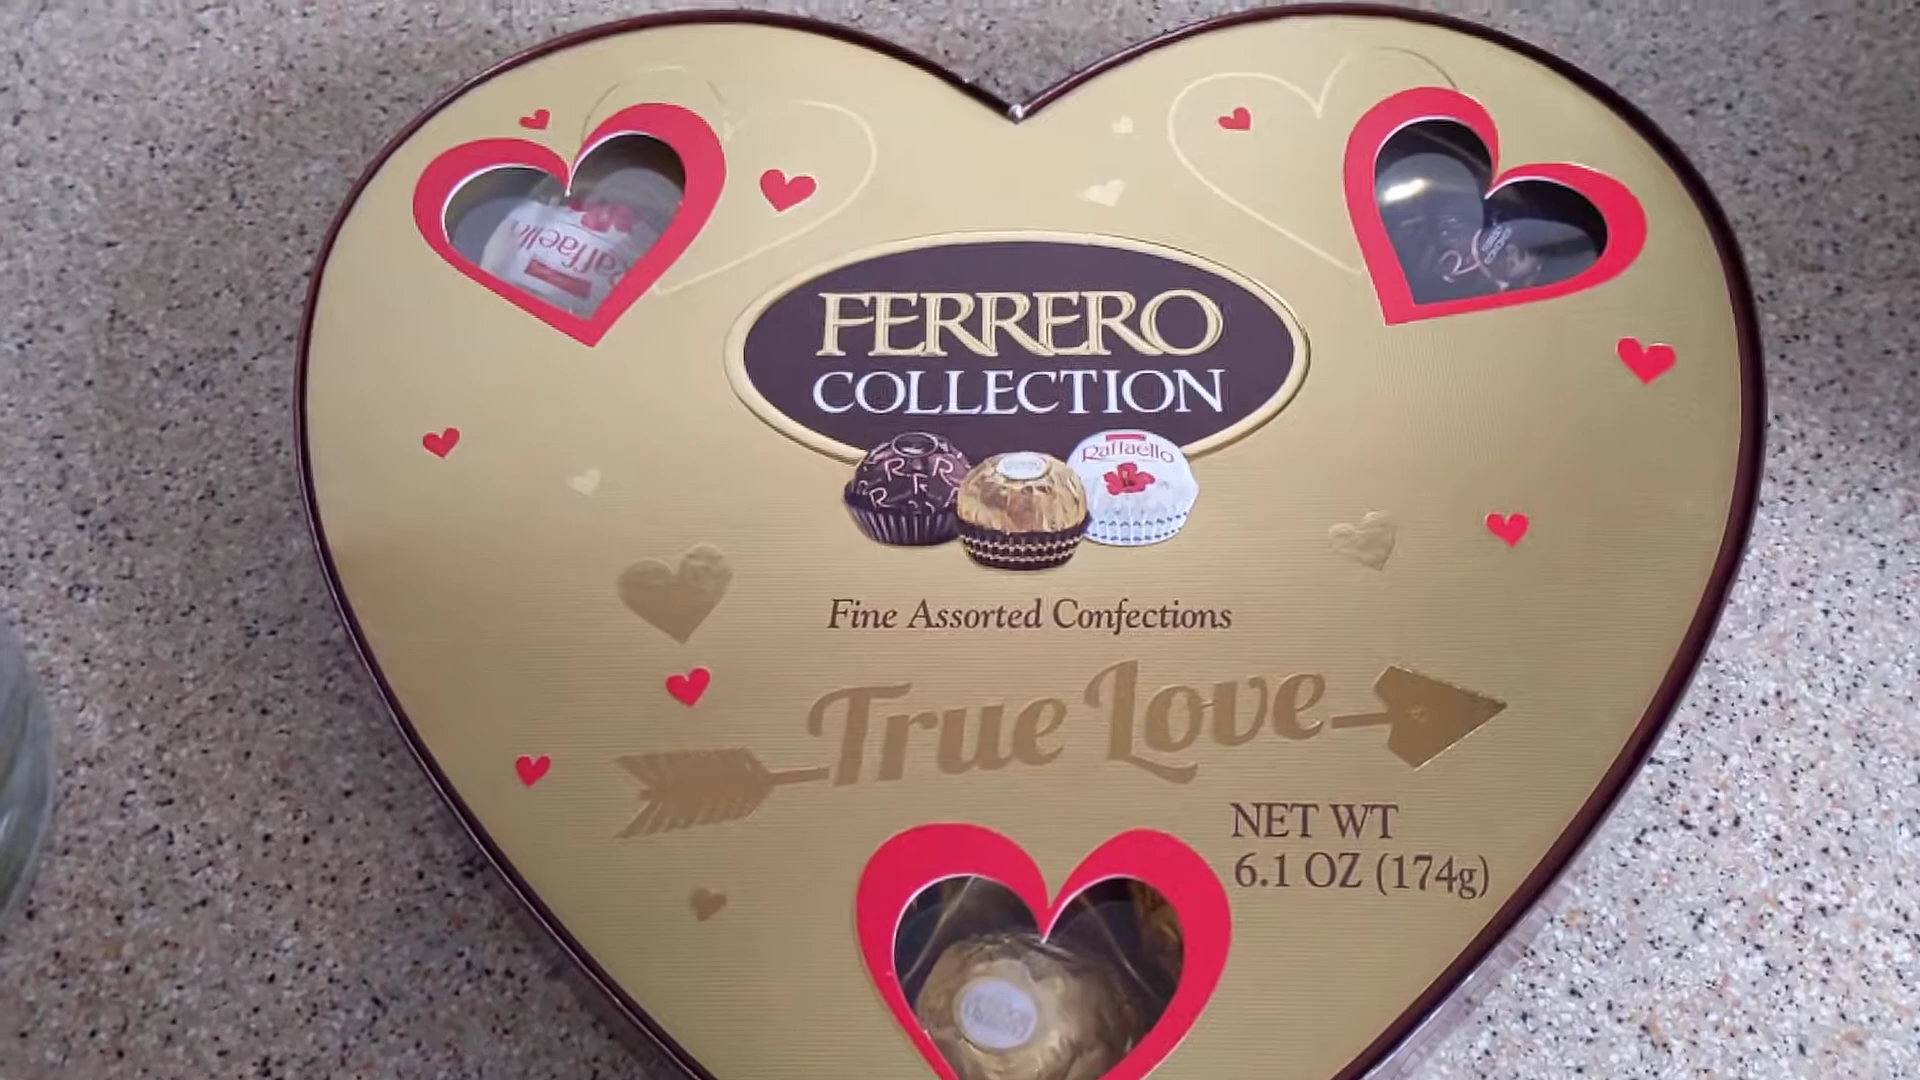 Raffaello
FERRERO
COLLECTION
Raffaello
R R
R R
Fine Assorted Confections
True Love
NET WT
6.1 OZ (174g)